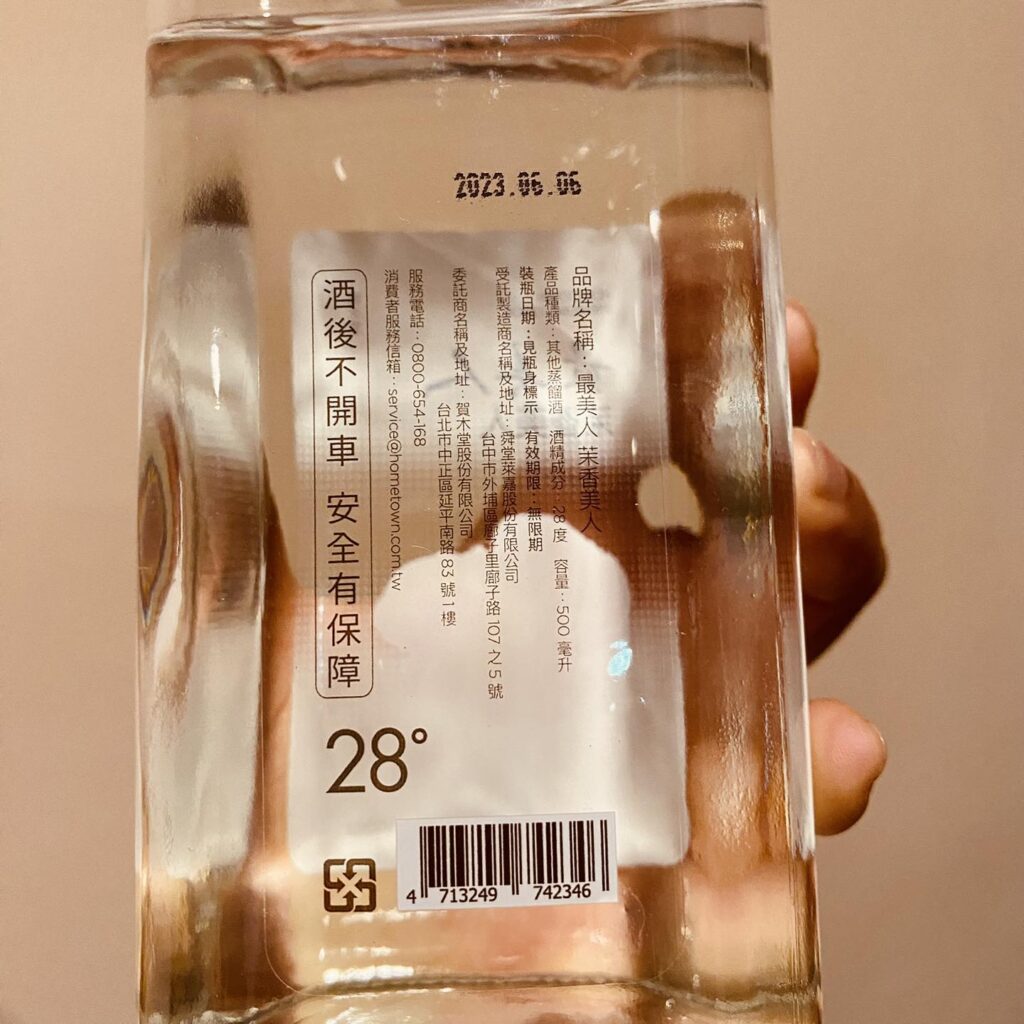 2023.06.06
品牌名稱：最美人 茉香美人
產品種類：其他蒸餾酒 酒精成分：28度 容量：500 毫升
裝瓶日期：見瓶身標示 有效期限：無限期
受託製造商名稱及地址：舜堂萊嘉股份有限公司
台中市外埔區廍子里廍子路107之5號
委託商名稱及地址：賀木堂股份有限公司
台北市中正區延平南路83號1樓
服務電話：0800-654-168
消費者服務信箱：service@hometown.com.tw
酒後不開車 安全有保障
28°
4 713249 742346